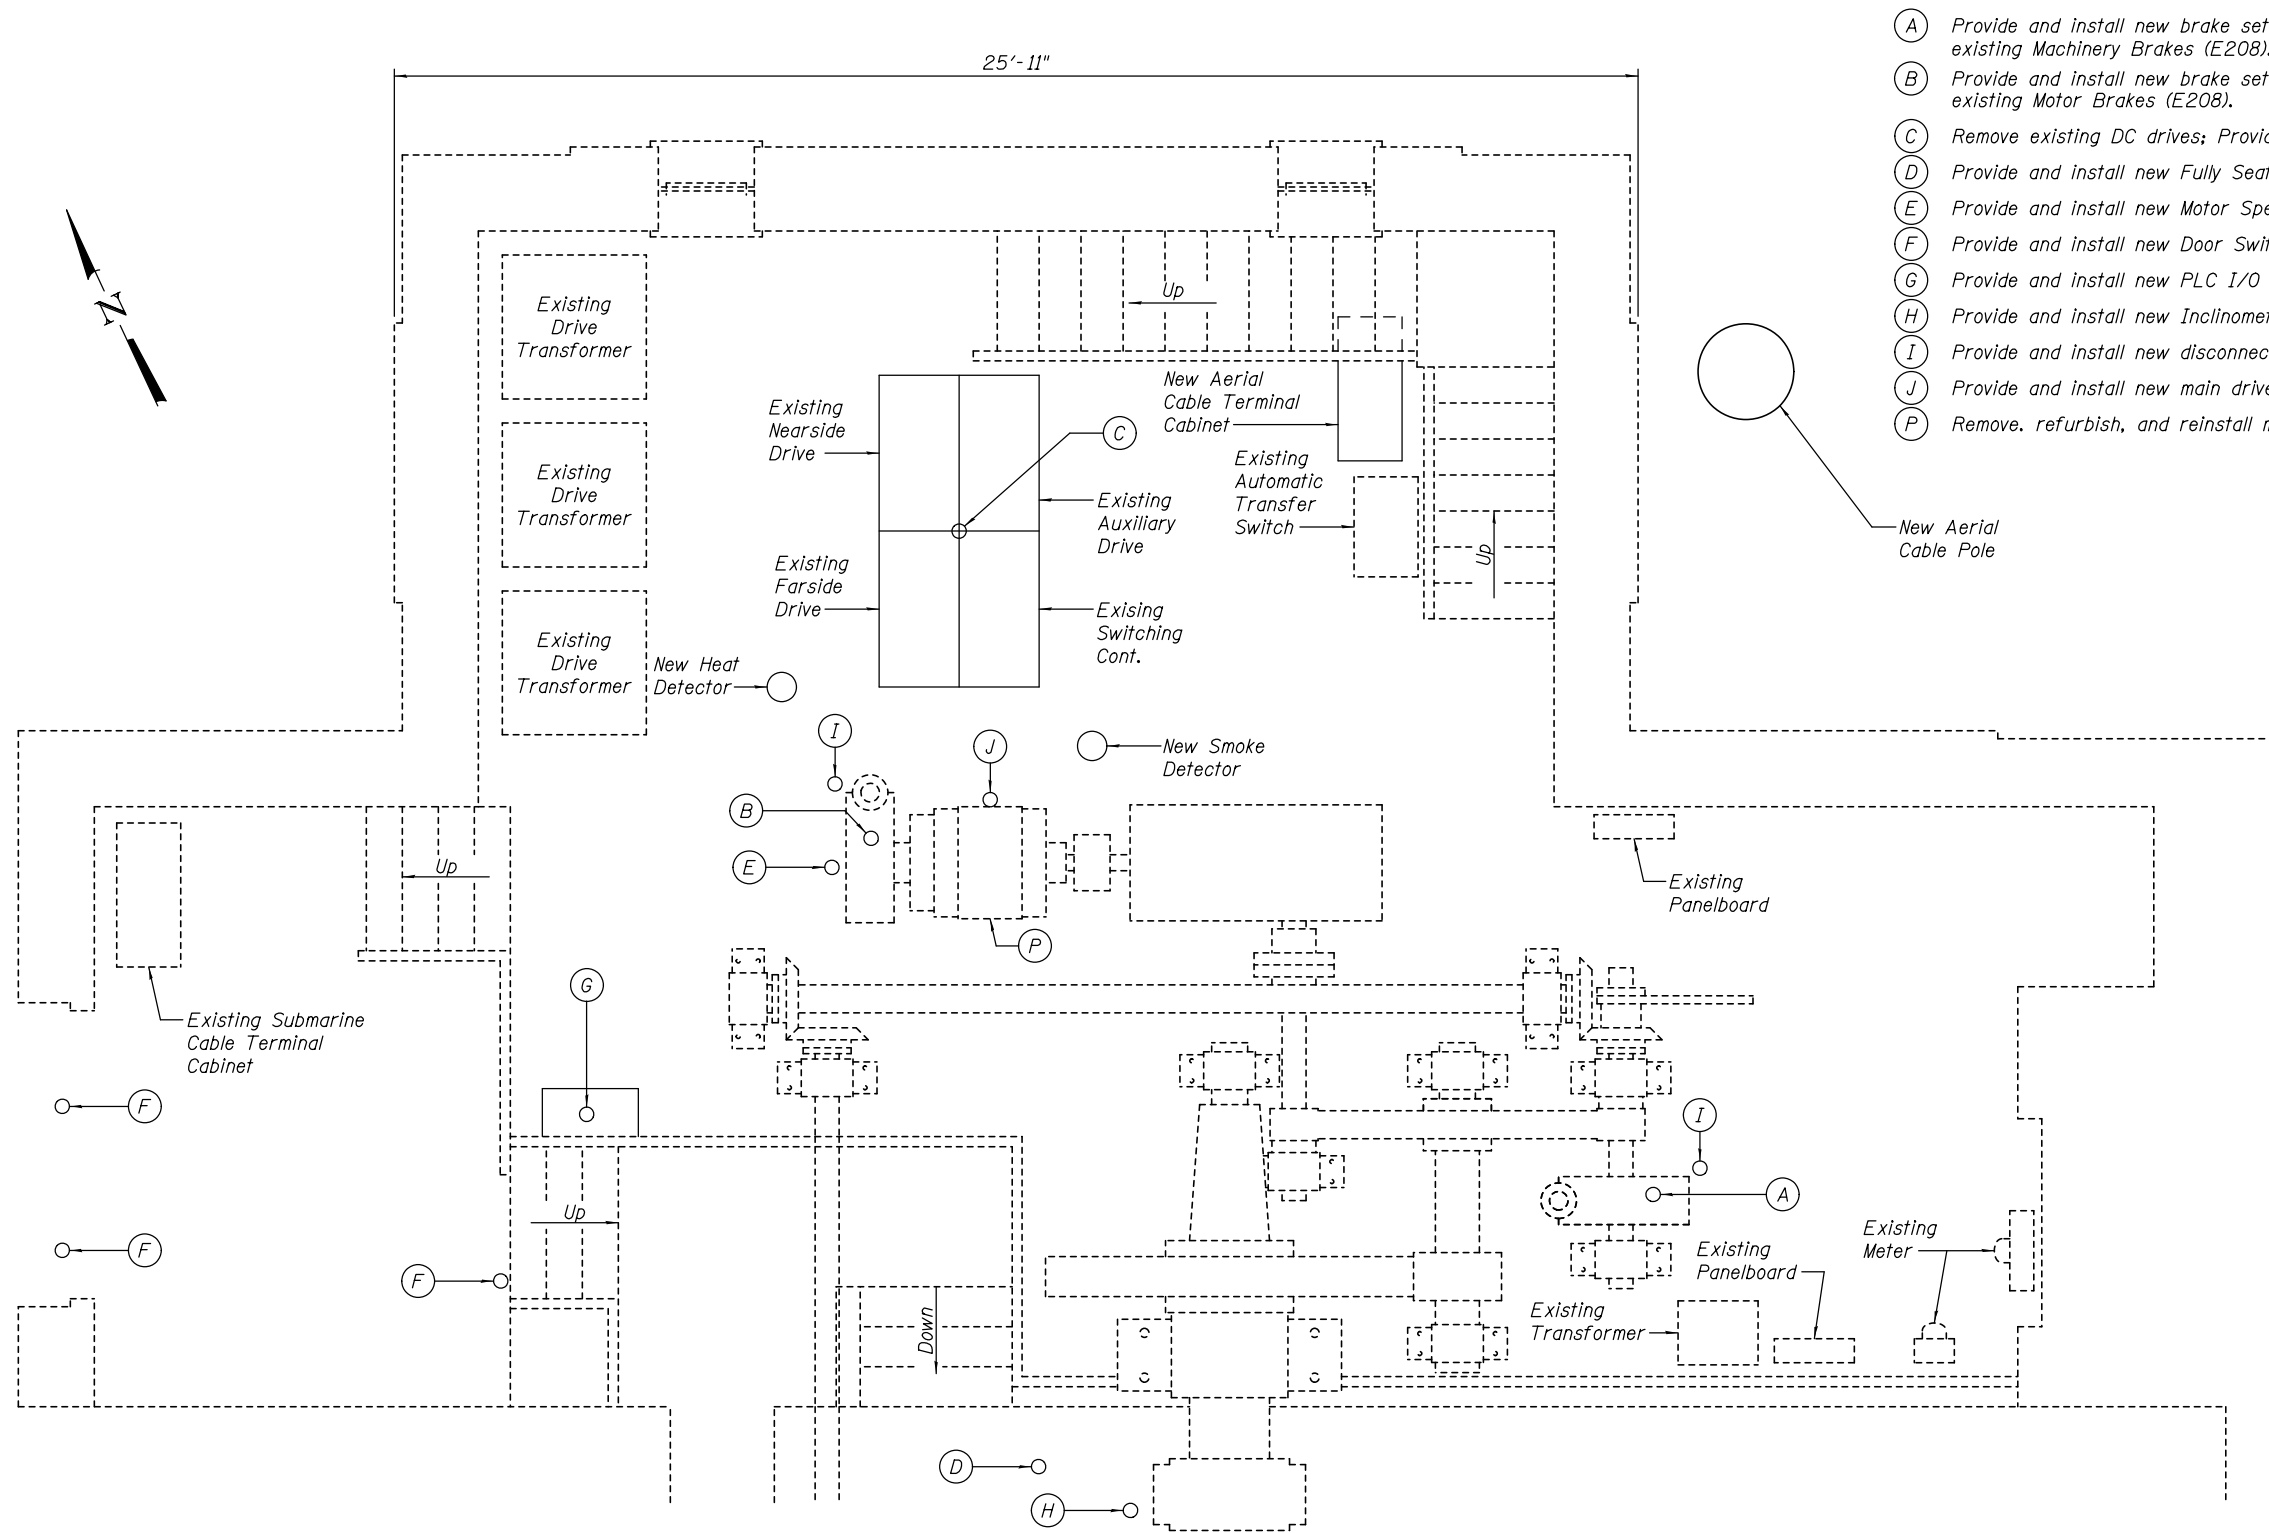 25'-11"
A Provide and install new brake set
existing Machinery Brakes (E208).
B Provide and install new brake set
existing Motor Brakes (E208).
C Remove existing DC drives; Provid
D Provide and install new Fully Seat
E Provide and install new Motor Spe
F Provide and install new Door Swit
G Provide and install new PLC I/O
H Provide and install new Inclinomet
I Provide and install new disconnec
J Provide and install new main drive
P Remove. refurbish, and reinstall
N
Existing
Drive
Transformer
Existing
Drive
Transformer
Existing
Drive
Transformer
Up
Existing
Nearside
Drive
C
New Aerial
Cable Terminal
Cabinet
Existing
Automatic
Transfer
Switch
Existing
Auxiliary
Drive
Existing
Farside
Drive
Exising
Switching
Cont.
Up
New Aerial
Cable Pole
New Heat
Detector
I
J
New Smoke
Detector
B
E
P
Up
Existing
Panelboard
G
Existing Submarine
Cable Terminal
Cabinet
F
F
F
Up
Down
I
A
Existing
Meter
Existing
Panelboard
Existing
Transformer
D
H